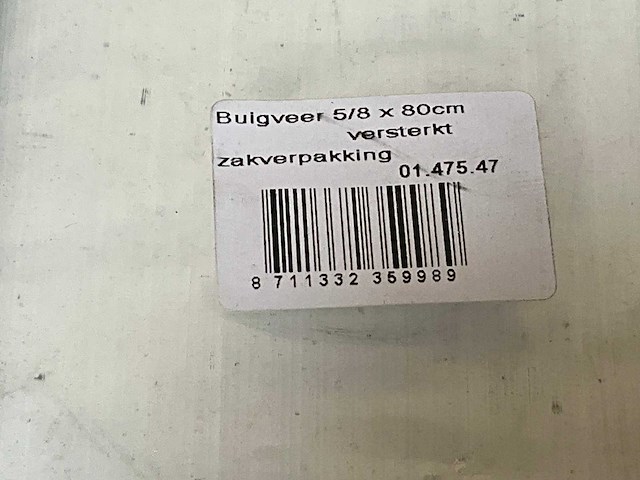 Buigveer 5/8 x 80cm
versterkt
zakverpakking
01.475.47
8 711332 359989